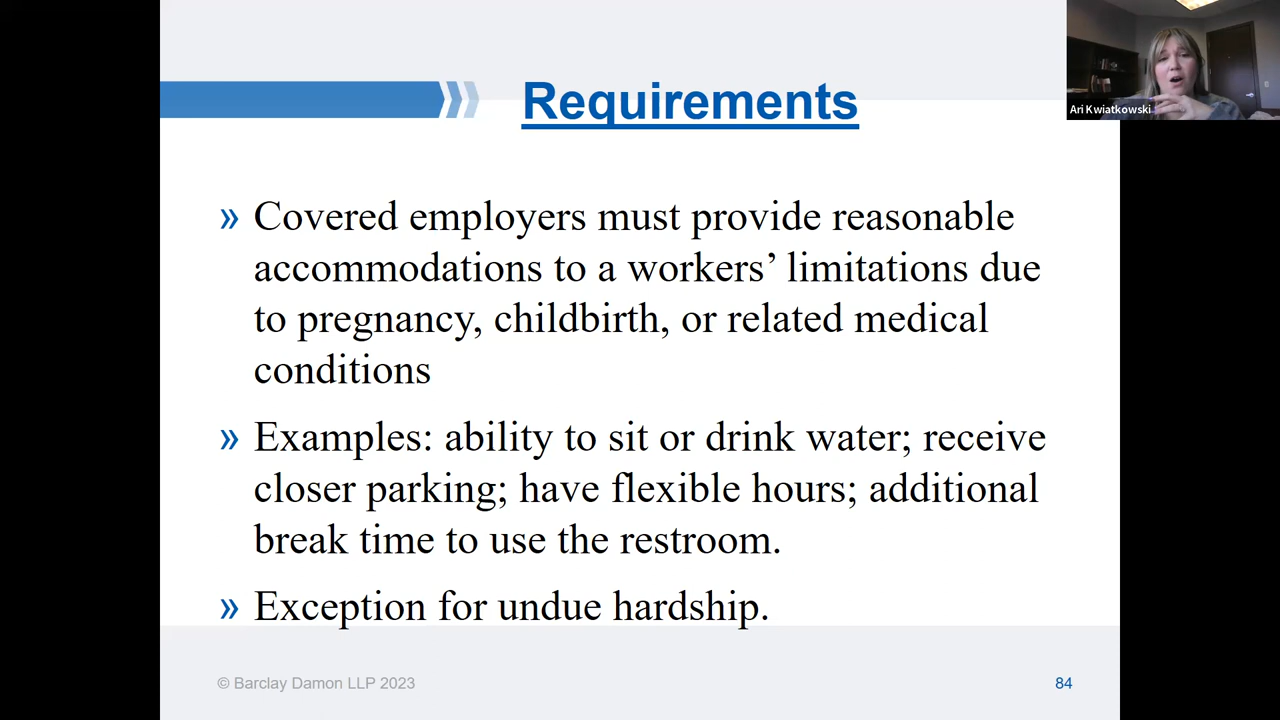 Requirements
Ari Kwiatkowski
» Covered employers must provide reasonable
accommodations to a workers’ limitations due
to pregnancy, childbirth, or related medical
conditions
» Examples: ability to sit or drink water; receive
closer parking; have flexible hours; additional
break time to use the restroom.
» Exception for undue hardship.
© Barclay Damon LLP 2023
84